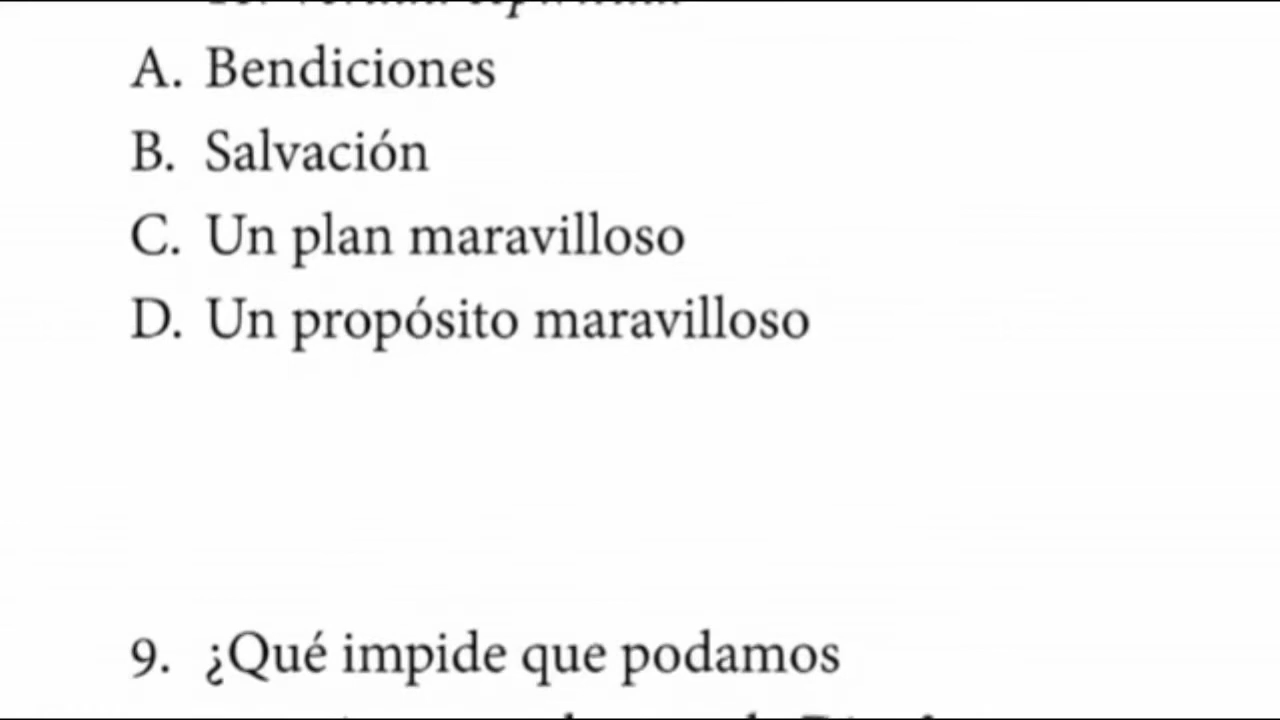 A. Bendiciones
B. Salvación
C. Un plan maravilloso
D. Un propósito maravilloso
9. ¿Qué impide que podamos